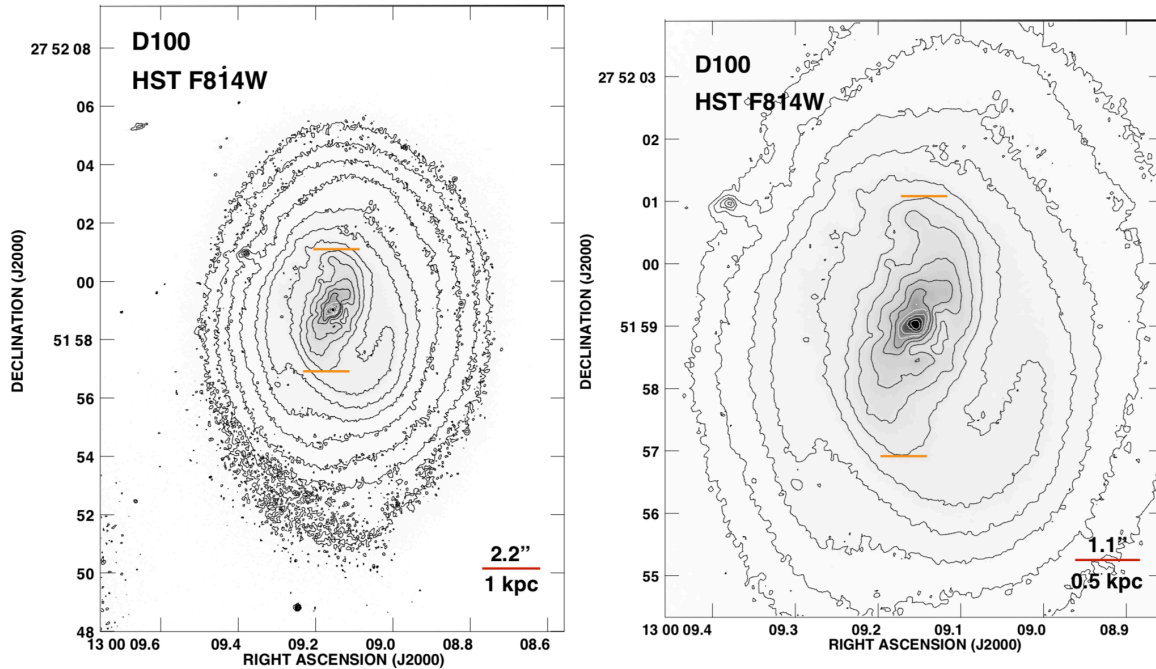 D100
HST F814W
27 52 08
06
04
02
00
51 58
56
54
52
50
48
DECLINATION (J2000)
13 00 09.6
09.4
09.2
09.0
08.8
08.6
RIGHT ASCENSION (J2000)
2.2”
1 kpc
D100
HST F814W
27 52 03
02
01
00
51 59
58
57
56
55
DECLINATION (J2000)
13 00 09.4
09.3
09.2
09.1
09.0
08.9
RIGHT ASCENSION (J2000)
1.1”
0.5 kpc